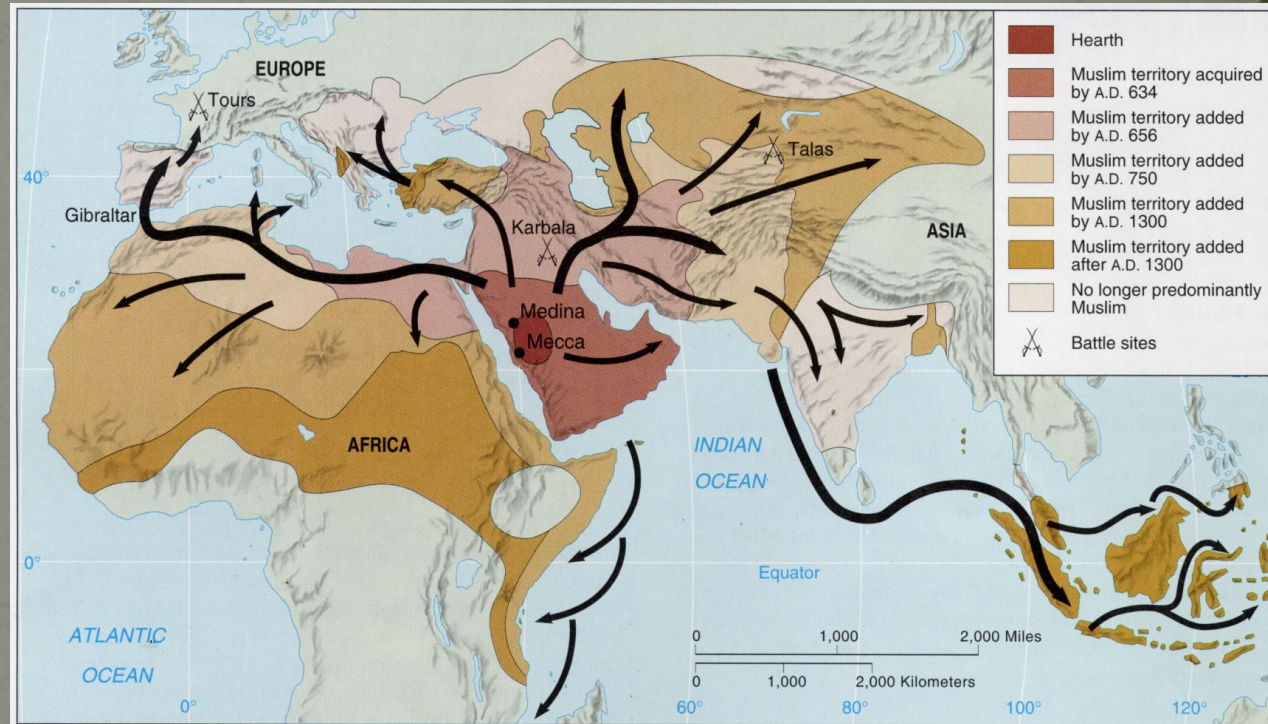 EUROPE
Tours
40°
Gibraltar
Karbala
Talas
ASIA
Medina
Mecca
AFRICA
INDIAN
OCEAN
0°
Equator
ATLANTIC
OCEAN
0 1,000 2,000 Miles
0 1,000 2,000 Kilometers
0° 60° 80° 100° 120°
Hearth
Muslim territory acquired
by A.D. 634
Muslim territory added
by A.D. 656
Muslim territory added
by A.D. 750
Muslim territory added
by A.D. 1300
Muslim territory added
after A.D. 1300
No longer predominantly
Muslim
Battle sites